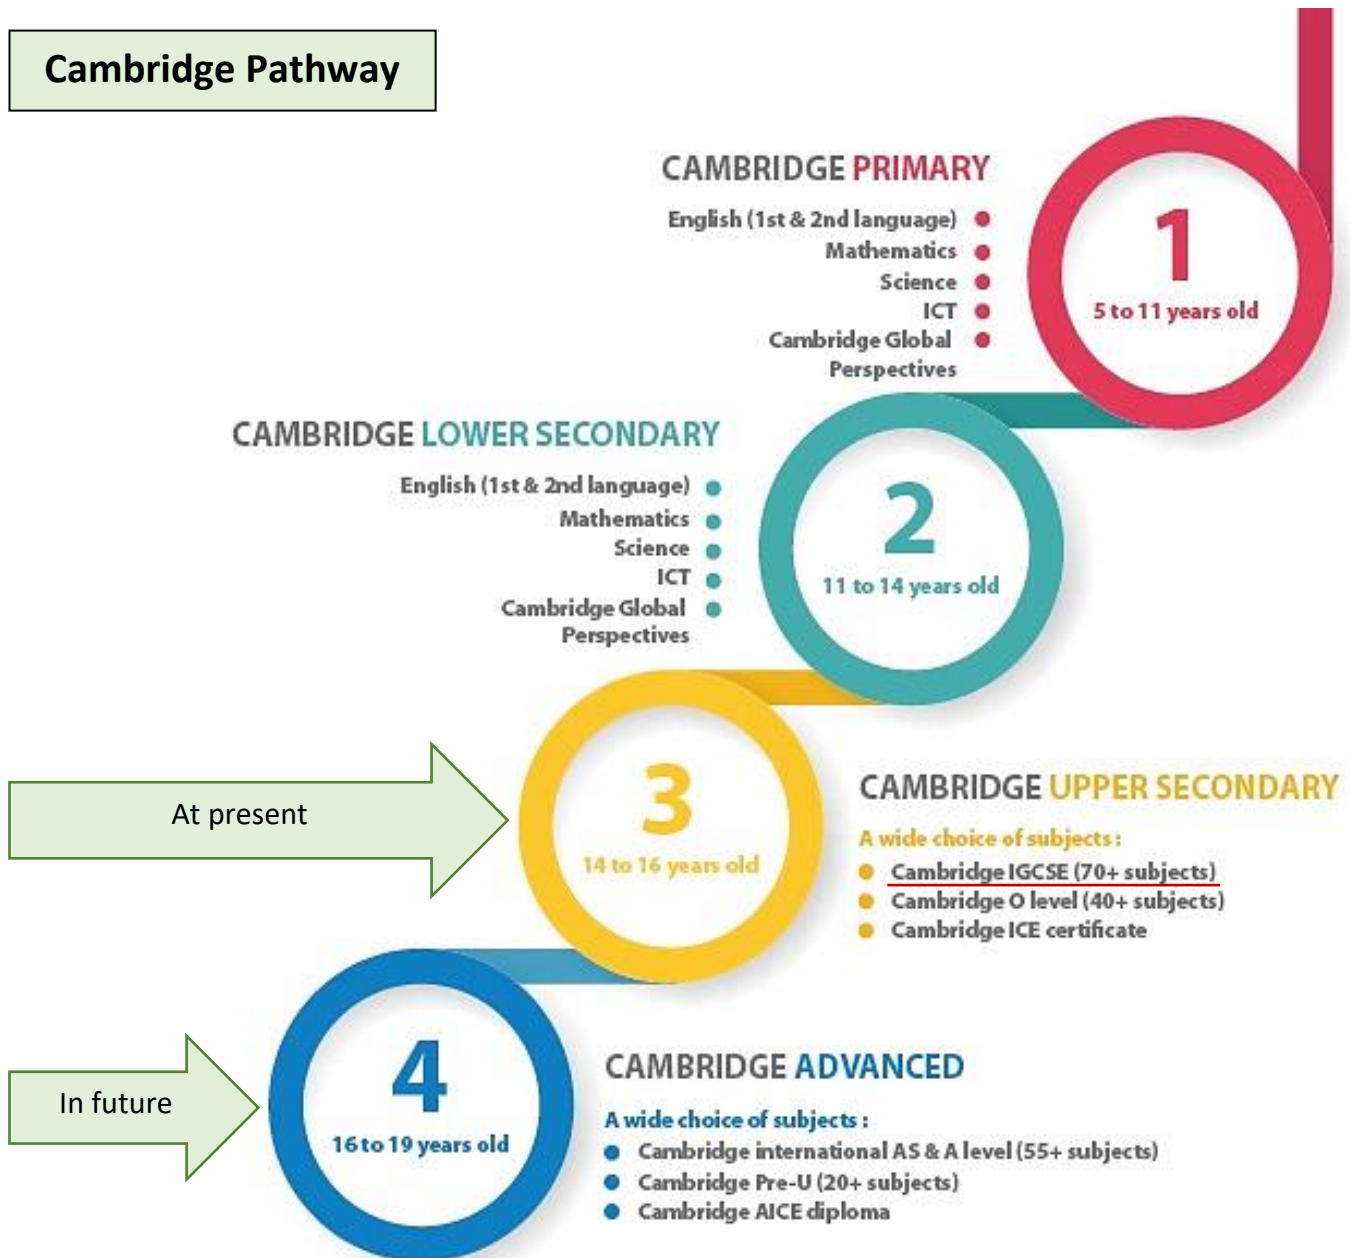 Cambridge Pathway
CAMBRIDGE PRIMARY
English (1st & 2nd language)
Mathematics
Science
ICT
Cambridge Global
Perspectives
1
5 to 11 years old
CAMBRIDGE LOWER SECONDARY
English (1st & 2nd language)
Mathematics
Science
ICT
Cambridge Global
Perspectives
2
11 to 14 years old
At present
3
14 to 16 years old
CAMBRIDGE UPPER SECONDARY
A wide choice of subjects :
Cambridge IGCSE (70+ subjects)
Cambridge O level (40+ subjects)
Cambridge ICE certificate
In future
4
16 to 19 years old
CAMBRIDGE ADVANCED
A wide choice of subjects :
Cambridge international AS & A level (55+ subjects)
Cambridge Pre-U (20+ subjects)
Cambridge AICE diploma